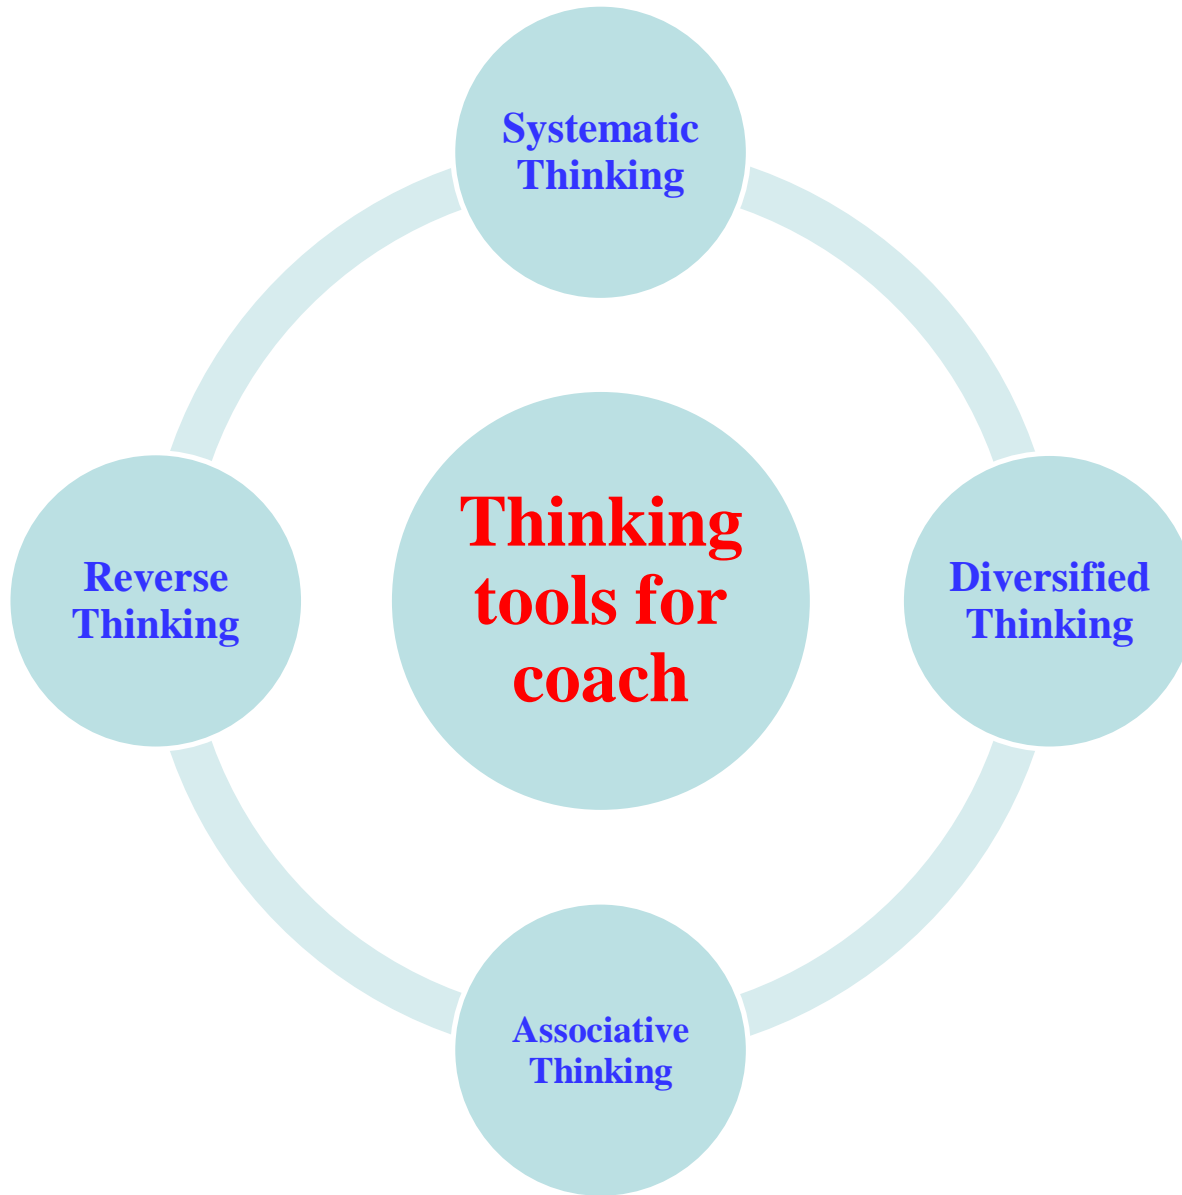 Systematic
Thinking
Thinking
tools for
coach
Reverse
Thinking
Diversified
Thinking
Associative
Thinking